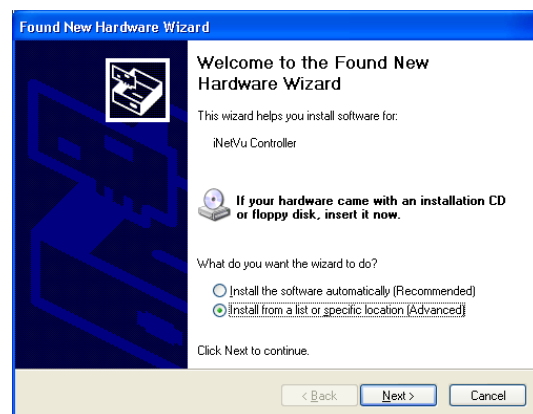 Found New Hardware Wizard
Welcome to the Found New
Hardware Wizard
This wizard helps you install software for:
iNetVu Controller
If your hardware came with an installation CD
or floppy disk, insert it now.
What do you want the wizard to do?
Install the software automatically (Recommended)
Install from a list or specific location (Advanced)
Click Next to continue.
< Back
Next >
Cancel